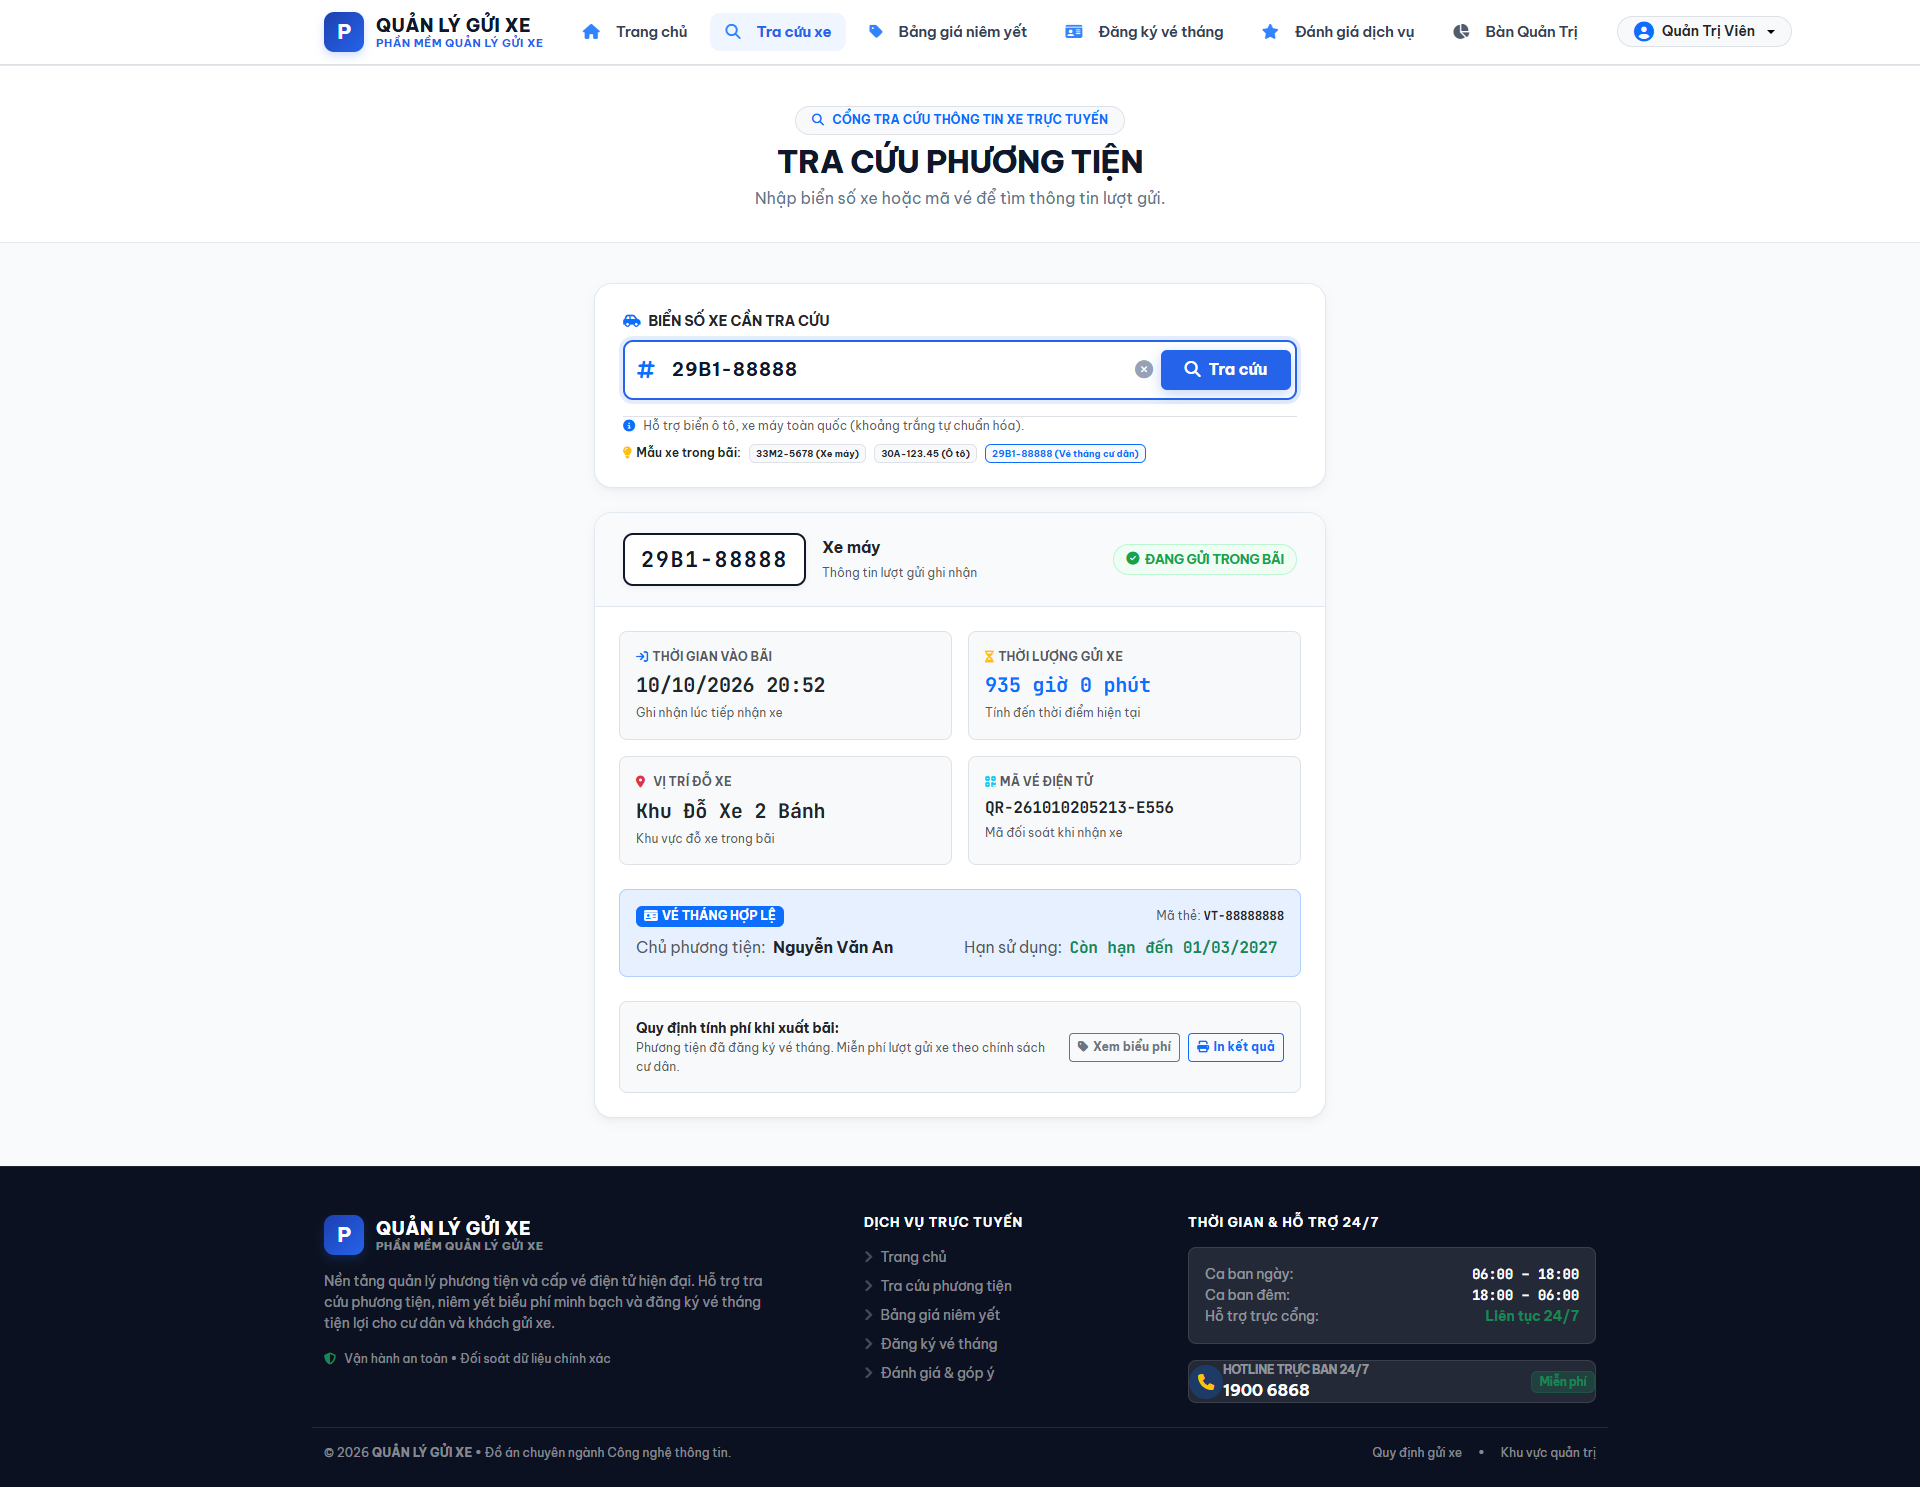 P
QUẢN LÝ GỬI XE
PHẦN MỀM QUẢN LÝ GỬI XE
Trang chủ
Tra cứu xe
Bảng giá niêm yết
Đăng ký vé tháng
Đánh giá dịch vụ
Bàn Quản Trị
Quản Trị Viên
CỔNG TRA CỨU THÔNG TIN XE TRỰC TUYẾN
TRA CỨU PHƯƠNG TIỆN
Nhập biển số xe hoặc mã vé để tìm thông tin lượt gửi.
BIỂN SỐ XE CẦN TRA CỨU
# 29B1-88888
Tra cứu
Hỗ trợ biển ô tô, xe máy toàn quốc (khoảng trắng tự chuẩn hóa).
Mẫu xe trong bãi: 33M2-5678 (Xe máy) 30A-123.45 (Ô tô) 29B1-88888 (Vé tháng cư dân)
29B1-88888
Xe máy
Thông tin lượt gửi ghi nhận
ĐANG GỬI TRONG BÃI
THỜI GIAN VÀO BÃI
10/10/2026 20:52
Ghi nhận lúc tiếp nhận xe
THỜI LƯỢNG GỬI XE
935 giờ 0 phút
Tính đến thời điểm hiện tại
VỊ TRÍ ĐỖ XE
Khu Đỗ Xe 2 Bánh
Khu vực đỗ xe trong bãi
MÃ VÉ ĐIỆN TỬ
QR-261010205213-E556
Mã đối soát khi nhận xe
VÉ THÁNG HỢP LỆ
Mã thẻ: VT-88888888
Chủ phương tiện: Nguyễn Văn An
Hạn sử dụng: Còn hạn đến 01/03/2027
Quy định tính phí khi xuất bãi:
Phương tiện đã đăng ký vé tháng. Miễn phí lượt gửi xe theo chính sách
cư dân.
Xem biểu phí
In kết quả
P
QUẢN LÝ GỬI XE
PHẦN MỀM QUẢN LÝ GỬI XE
Nền tảng quản lý phương tiện và cấp vé điện tử hiện đại. Hỗ trợ tra
cứu phương tiện, niêm yết biểu phí minh bạch và đăng ký vé tháng
tiện lợi cho cư dân và khách gửi xe.
Vận hành an toàn • Đối soát dữ liệu chính xác
DỊCH VỤ TRỰC TUYẾN
Trang chủ
Tra cứu phương tiện
Bảng giá niêm yết
Đăng ký vé tháng
Đánh giá & góp ý
THỜI GIAN & HỖ TRỢ 24/7
Ca ban ngày: 06:00 – 18:00
Ca ban đêm: 18:00 – 06:00
Hỗ trợ trực cổng: Liên tục 24/7
HOTLINE TRỰC BAN 24/7
1900 6868
Miễn phí
© 2026 QUẢN LÝ GỬI XE • Đồ án chuyên ngành Công nghệ thông tin.
Quy định gửi xe • Khu vực quản trị